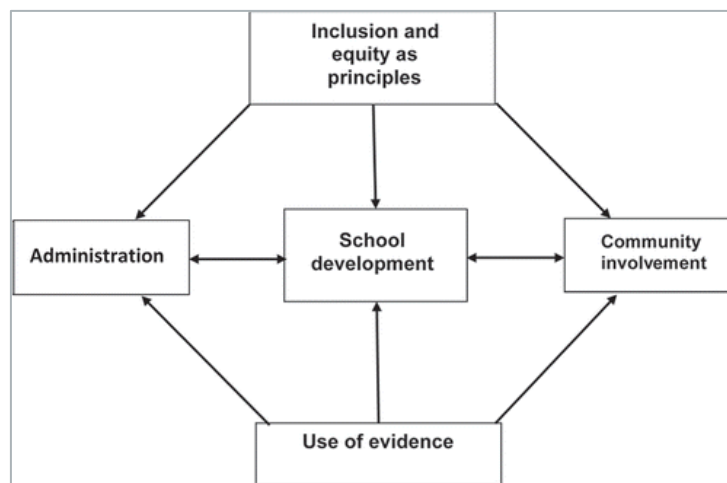 Inclusion and
equity as
principles
Administration
School
development
Community
involvement
Use of evidence